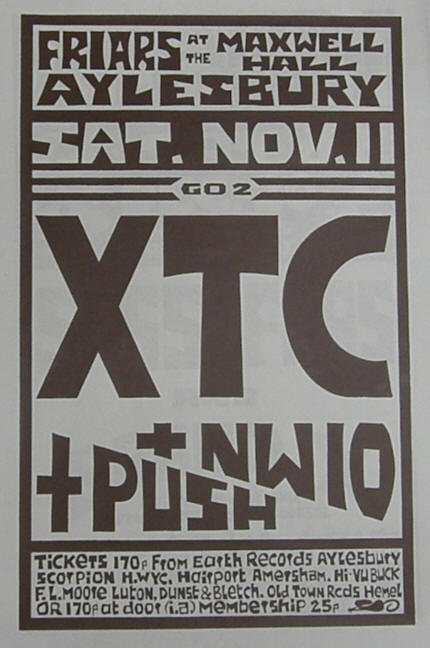 FRIARS AT THE MAXWELL HALL
AYLESBURY
SAT. NOV. 11
GO 2
XTC
+ PUSH + NW10
Tickets 170p From Earth Records Aylesbury
Scorpion H.Wyc. Hairport Amersham. Hi-Vu Buck
F. L. Moore Luton, Dunst & Bletch. Old Town Rcds Hemel
OR 170p at door (i.a) Membership 25p